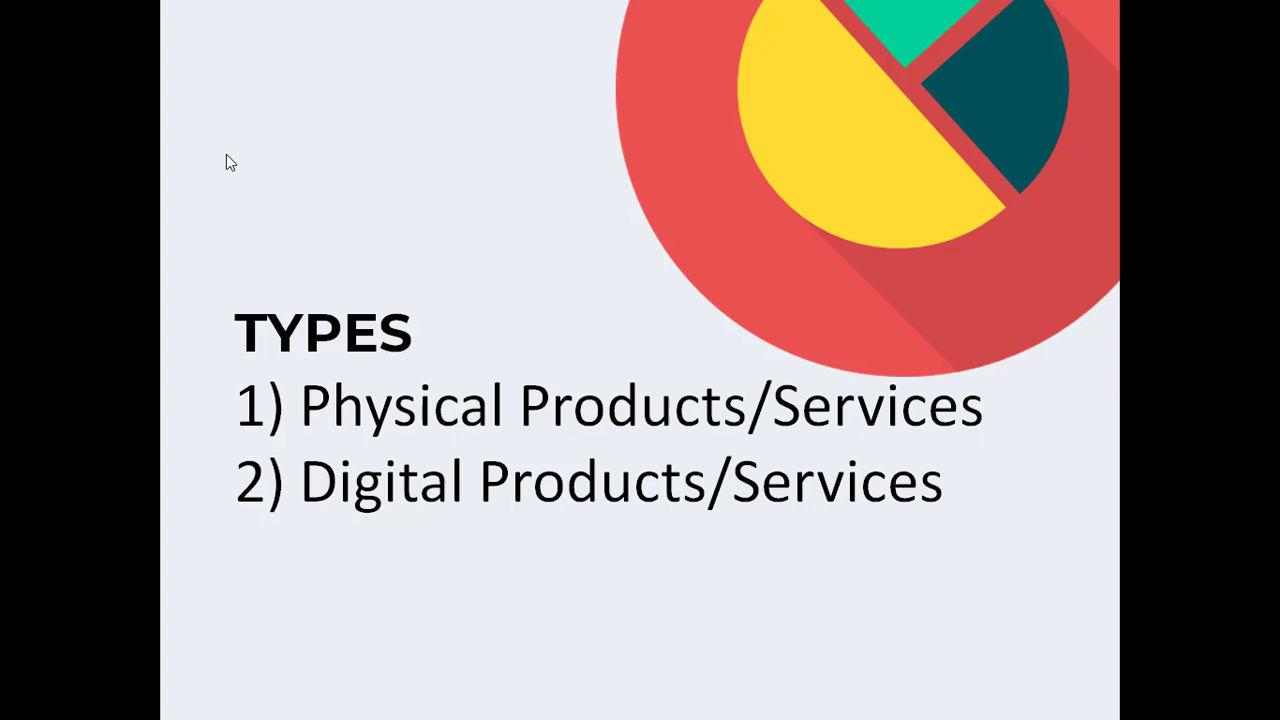 TYPES
1) Physical Products/Services
2) Digital Products/Services